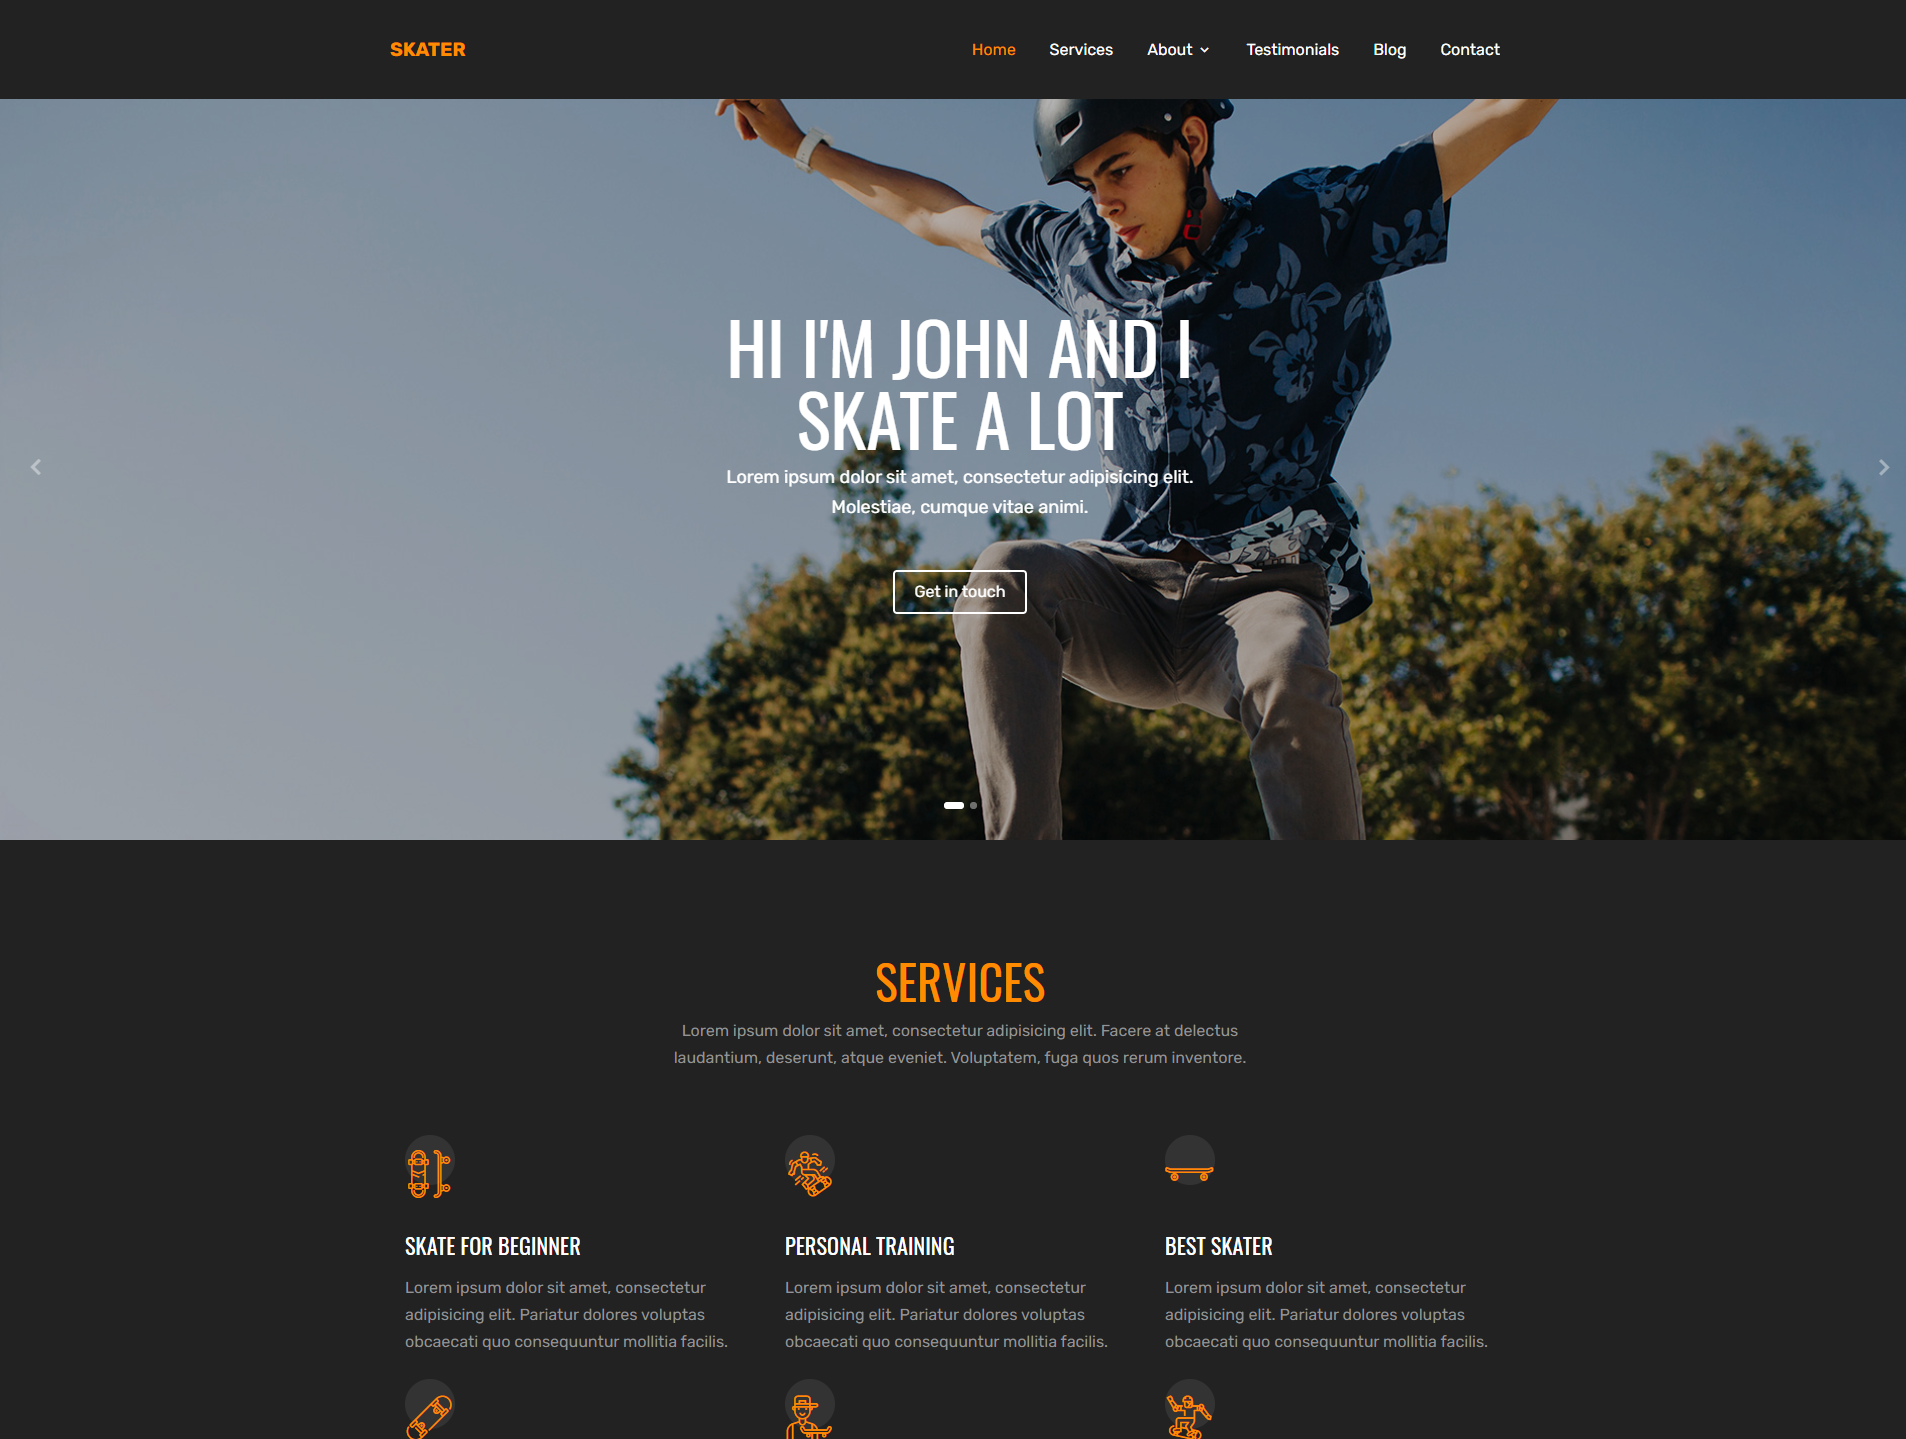 SKATER
Home Services About Testimonials Blog Contact
HI I'M JOHN AND I
SKATE A LOT
Lorem ipsum dolor sit amet, consectetur adipisicing elit.
Molestiae, cumque vitae animi.
Get in touch
SERVICES
Lorem ipsum dolor sit amet, consectetur adipisicing elit. Facere at delectus
laudantium, deserunt, atque eveniet. Voluptatem, fuga quos rerum inventore.
SKATE FOR BEGINNER
Lorem ipsum dolor sit amet, consectetur
adipisicing elit. Pariatur dolores voluptas
obcaecati quo consequuntur mollitia facilis.
PERSONAL TRAINING
Lorem ipsum dolor sit amet, consectetur
adipisicing elit. Pariatur dolores voluptas
obcaecati quo consequuntur mollitia facilis.
BEST SKATER
Lorem ipsum dolor sit amet, consectetur
adipisicing elit. Pariatur dolores voluptas
obcaecati quo consequuntur mollitia facilis.